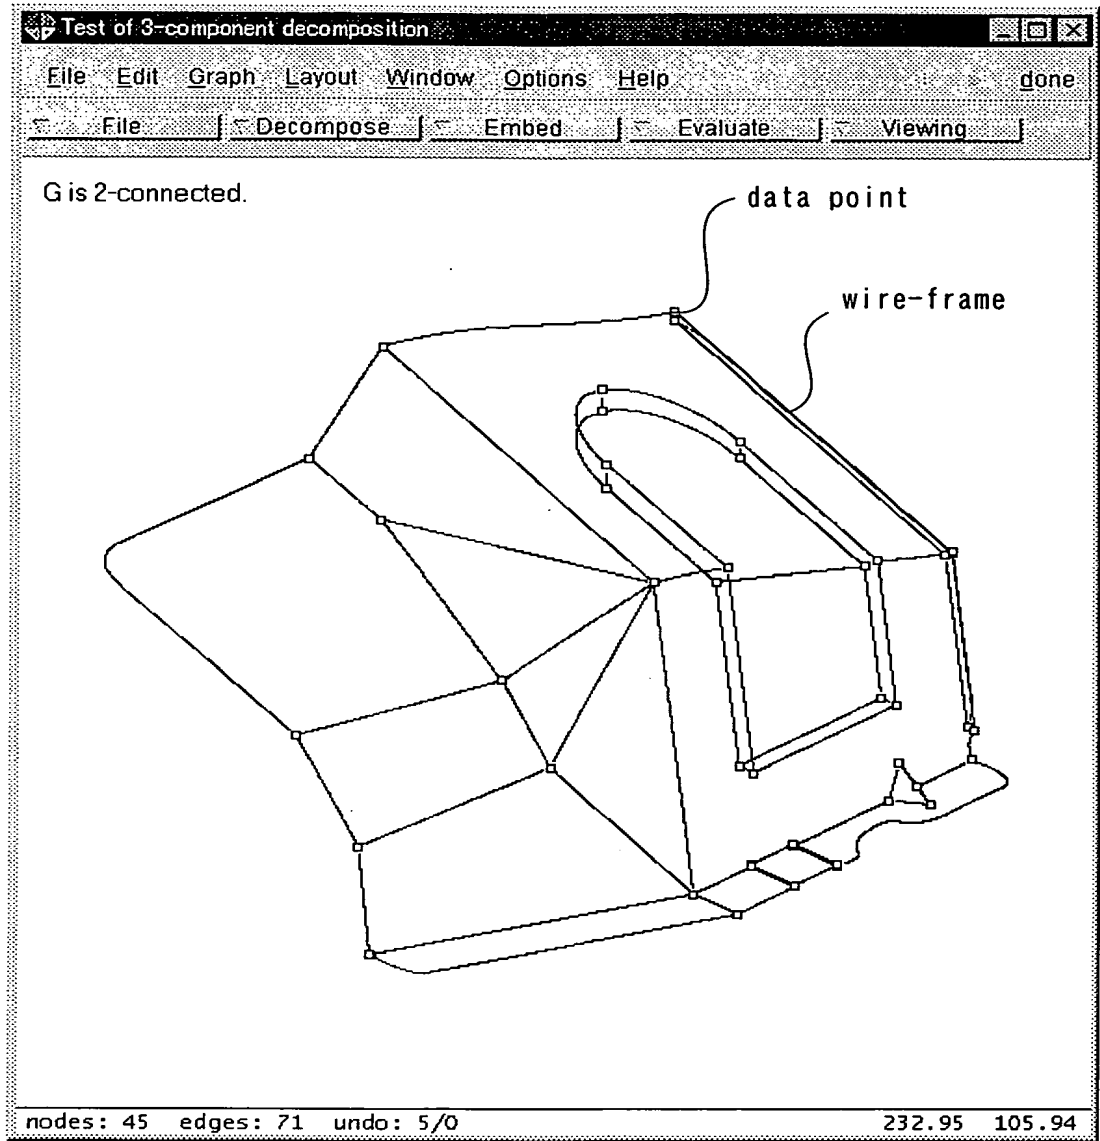 Test of 3-component decomposition
File Edit Graph Layout Window Options Help done
File Decompose Embed Evaluate Viewing
G is 2-connected.
data point
wire-frame
nodes: 45 edges: 71 undo: 5/0 232.95 105.94